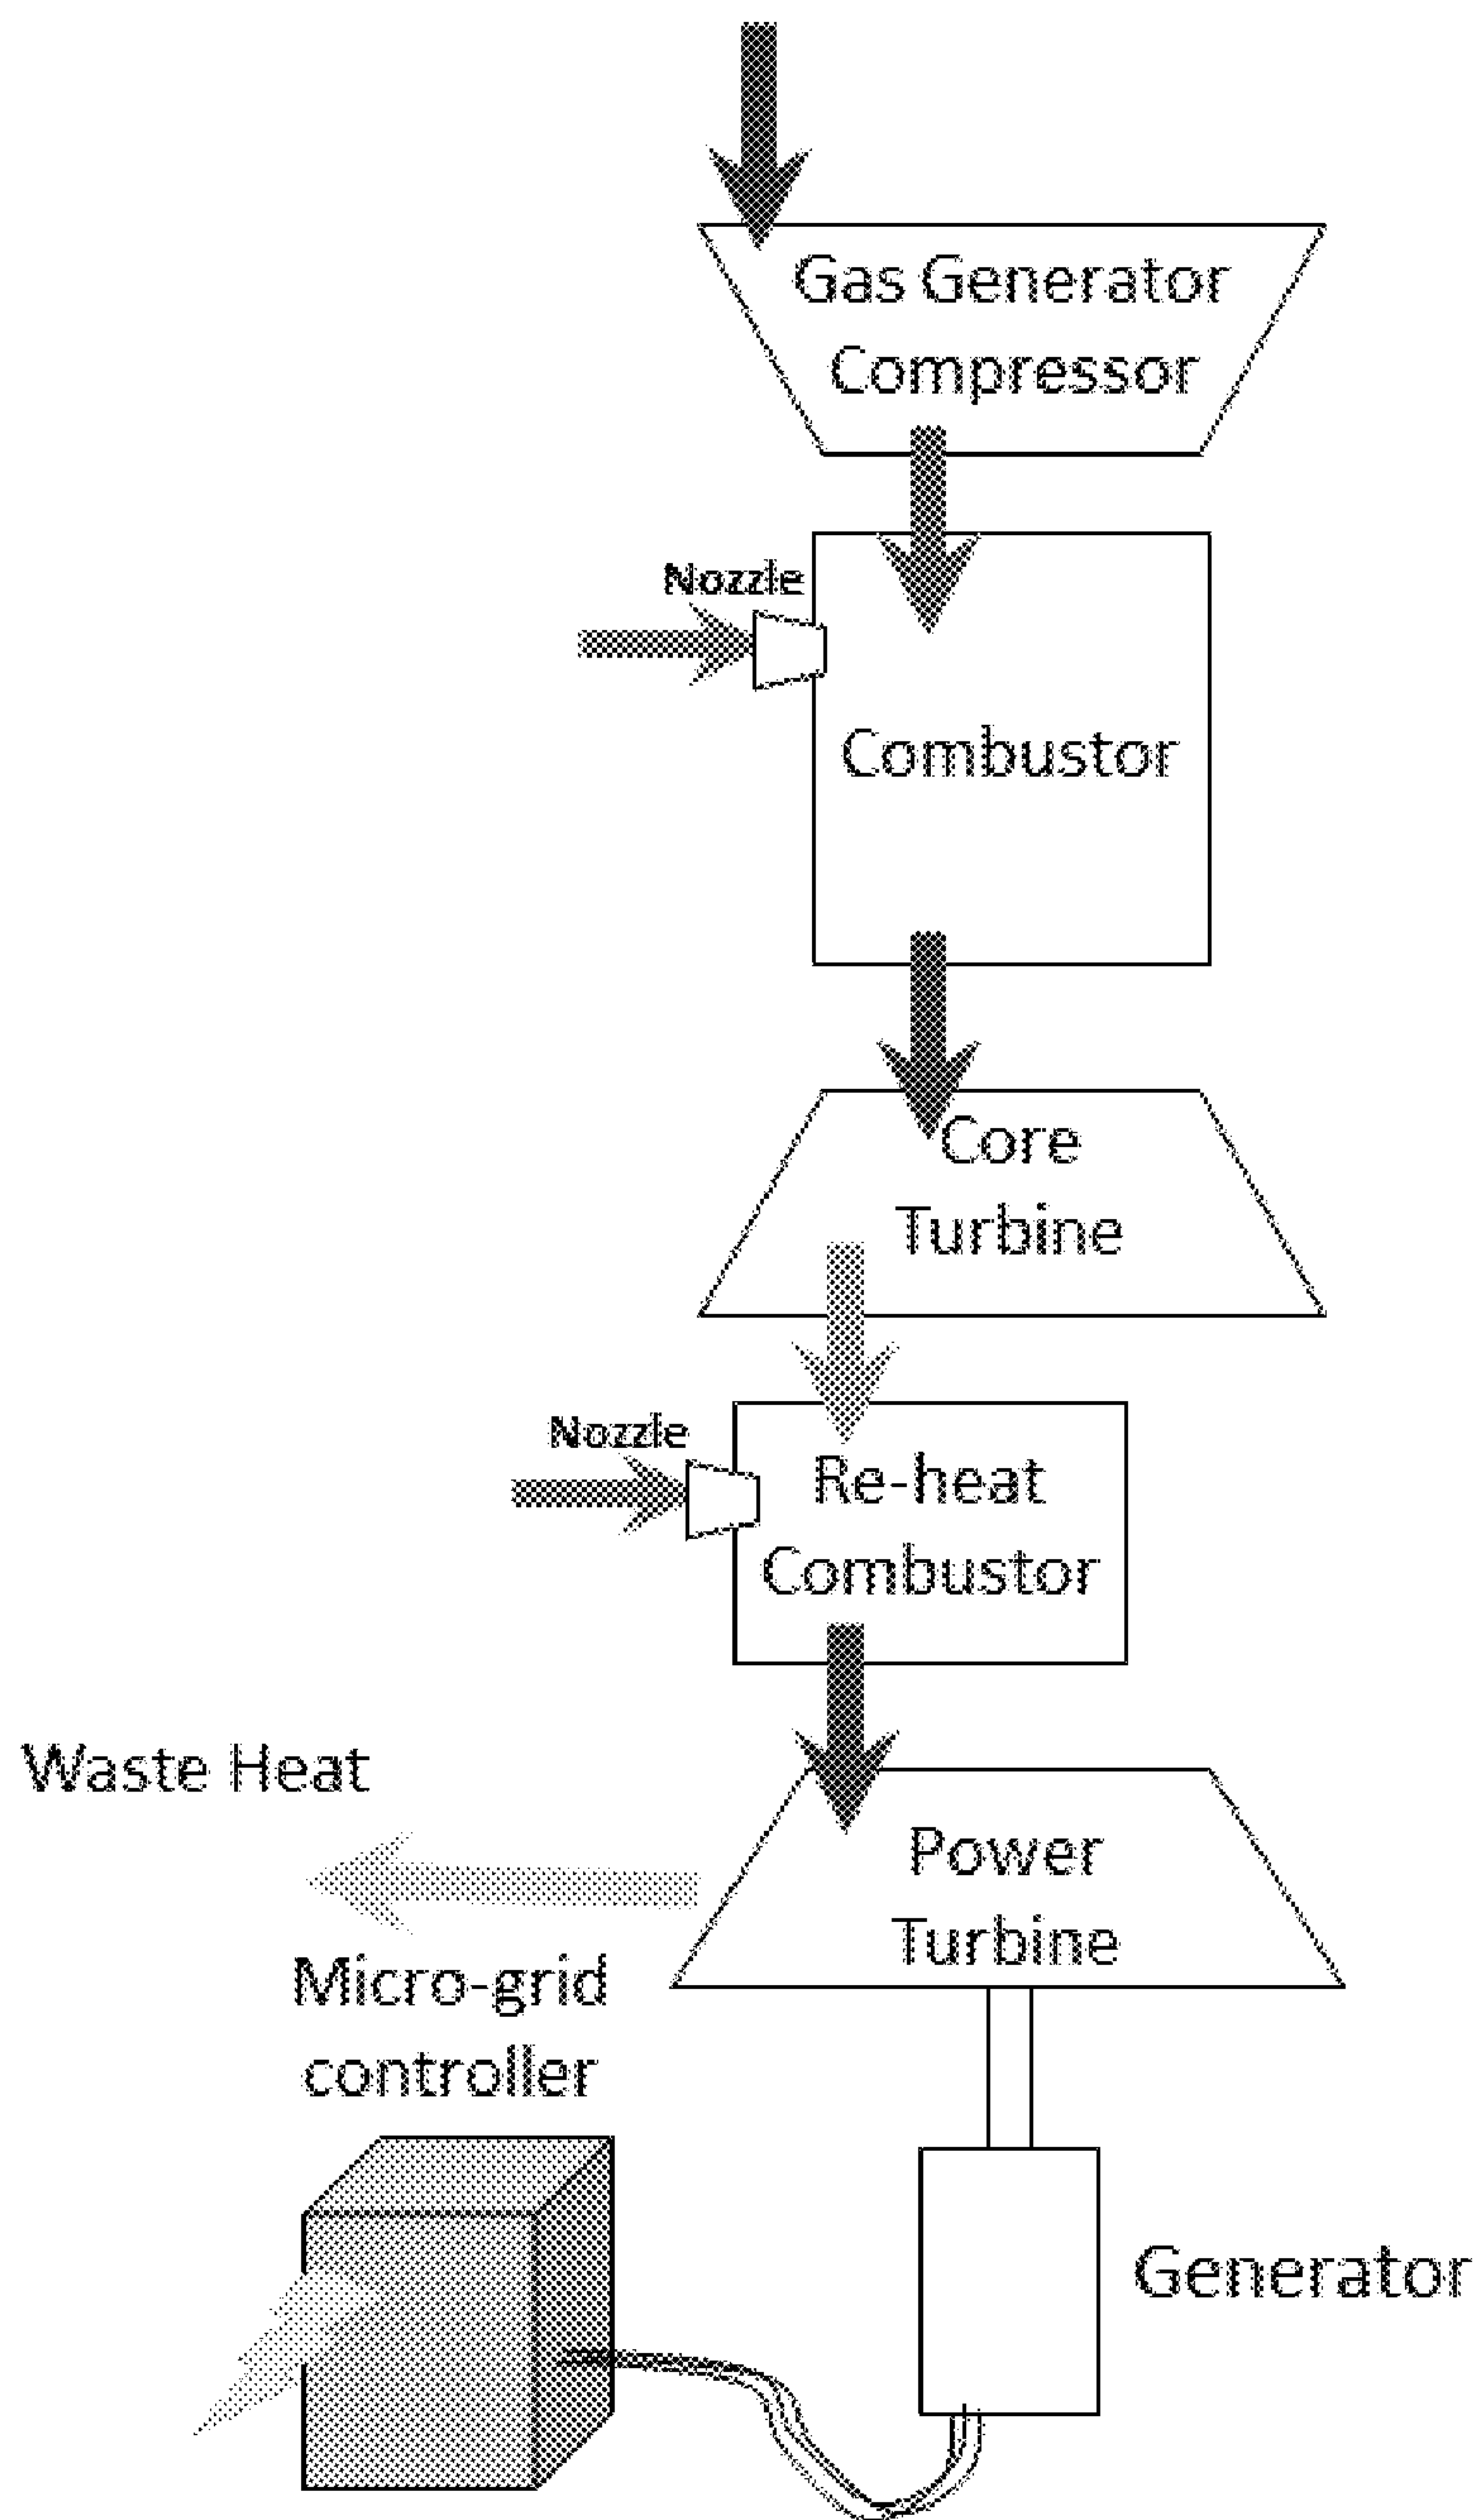 Gas Generator
Compressor
Nozzle
Combustor
Core
Turbine
Nozzle
Re-heat
Combustor
Waste Heat
Power
Turbine
Micro-grid
controller
Generator